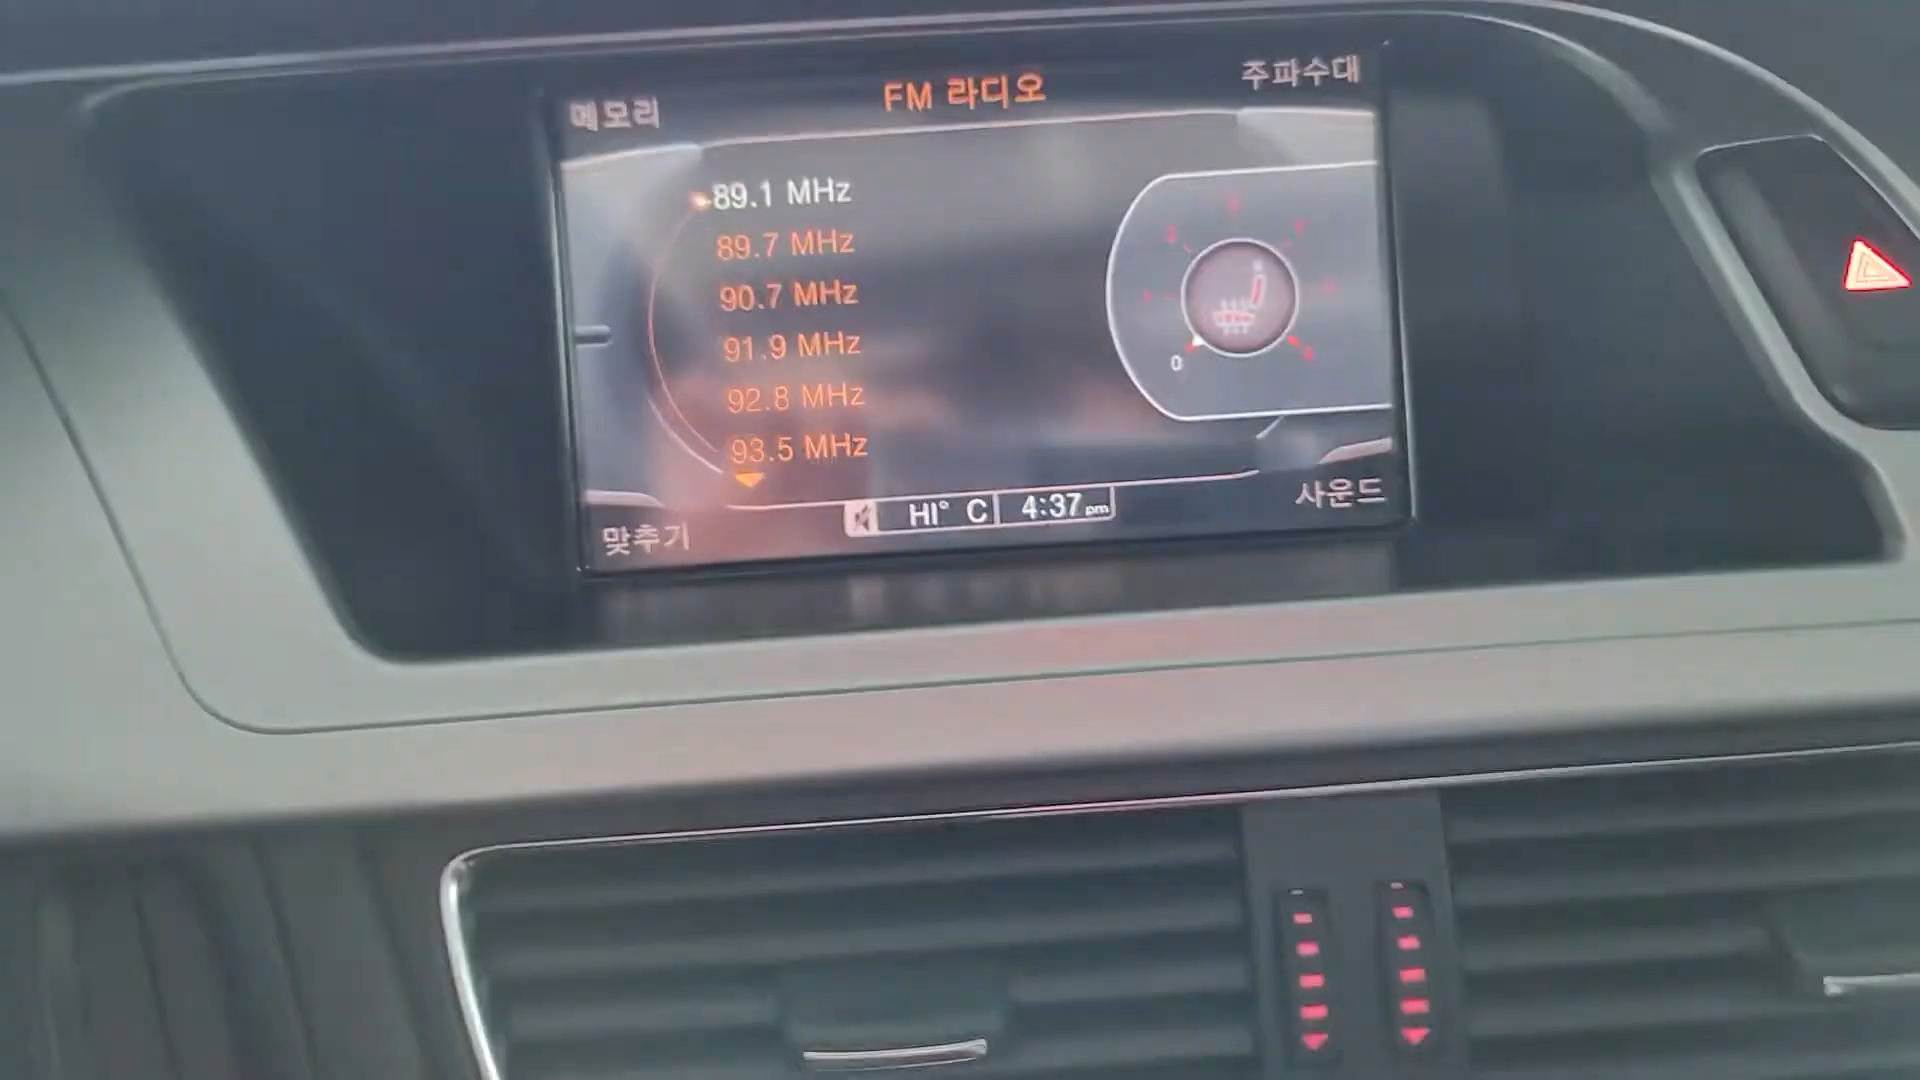 메모리
FM 라디오
주파수대
89.1 MHz
89.7 MHz
90.7 MHz
91.9 MHz
92.8 MHz
93.5 MHz
0
HI° C
4:37 pm
맞추기
사운드